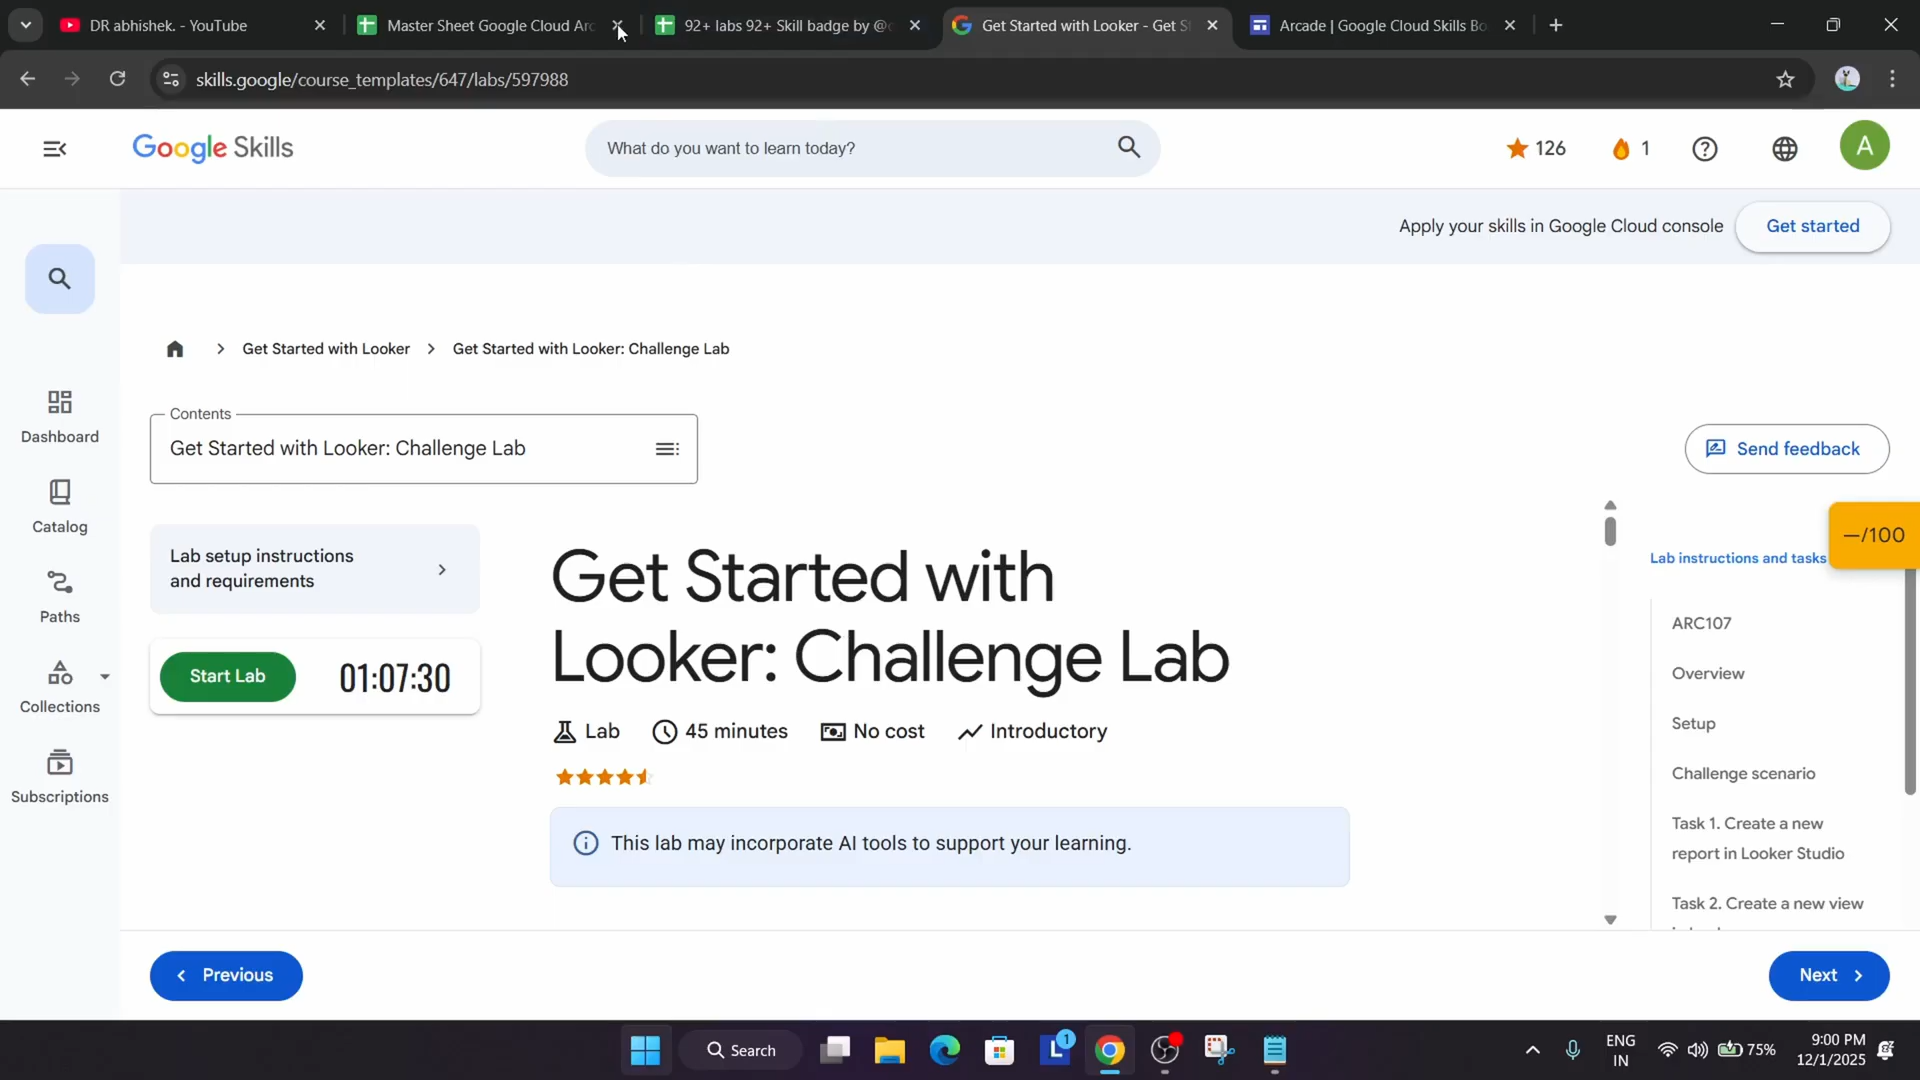 DR abhishek. - YouTube
Master Sheet Google Cloud Arc
92+ labs 92+ Skill badge by @
Get Started with Looker - Get S
Arcade | Google Cloud Skills Bo
skills.google/course_templates/647/labs/597988
Google Skills
What do you want to learn today?
126
1
A
Apply your skills in Google Cloud console
Get started
Get Started with Looker
Get Started with Looker: Challenge Lab
Contents
Get Started with Looker: Challenge Lab
Send feedback
Dashboard
Catalog
Paths
Collections
Subscriptions
Lab setup instructions
and requirements
Start Lab
01:07:30
Get Started with
Looker: Challenge Lab
Lab
45 minutes
No cost
Introductory
This lab may incorporate AI tools to support your learning.
Lab instructions and tasks
—/100
ARC107
Overview
Setup
Challenge scenario
Task 1. Create a new
report in Looker Studio
Task 2. Create a new view
Previous
Next
Search
1
ENG
IN
75%
9:00 PM
12/1/2025